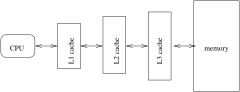 CPU
L1 cache
L2 cache
L3 cache
memory